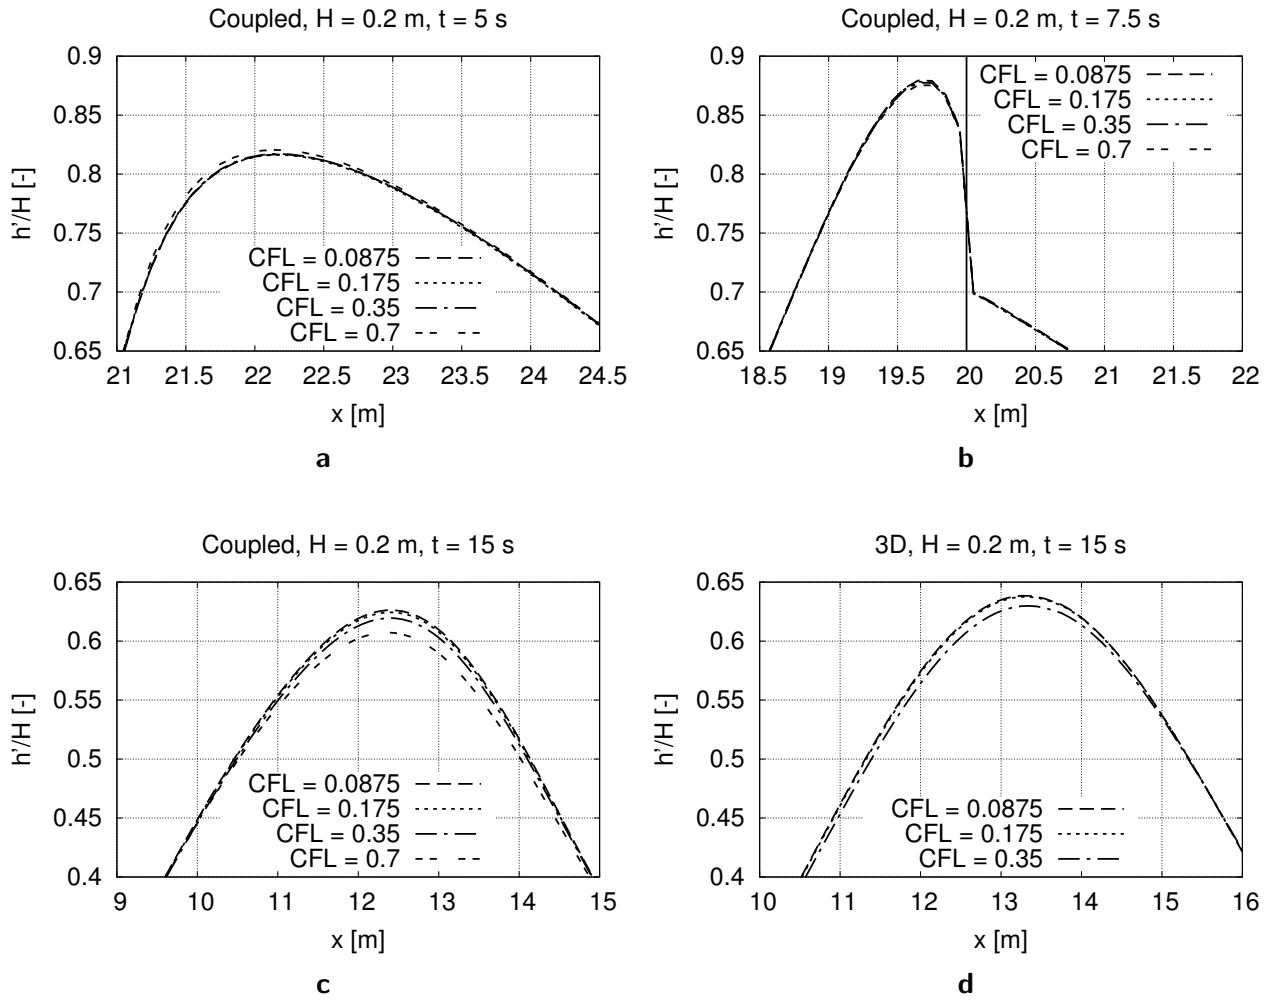 Coupled, H = 0.2 m, t = 5 s
0.9
0.85
0.8
0.75
0.7
0.65
h'/H [-]
CFL = 0.0875
CFL = 0.175
CFL = 0.35
CFL = 0.7
21 21.5 22 22.5 23 23.5 24 24.5
x [m]
a
Coupled, H = 0.2 m, t = 7.5 s
0.9
0.85
0.8
0.75
0.7
0.65
h'/H [-]
CFL = 0.0875
CFL = 0.175
CFL = 0.35
CFL = 0.7
18.5 19 19.5 20 20.5 21 21.5 22
x [m]
b
Coupled, H = 0.2 m, t = 15 s
0.65
0.6
0.55
0.5
0.45
0.4
h'/H [-]
CFL = 0.0875
CFL = 0.175
CFL = 0.35
CFL = 0.7
9 10 11 12 13 14 15
x [m]
c
3D, H = 0.2 m, t = 15 s
0.65
0.6
0.55
0.5
0.45
0.4
h'/H [-]
CFL = 0.0875
CFL = 0.175
CFL = 0.35
10 11 12 13 14 15 16
x [m]
d